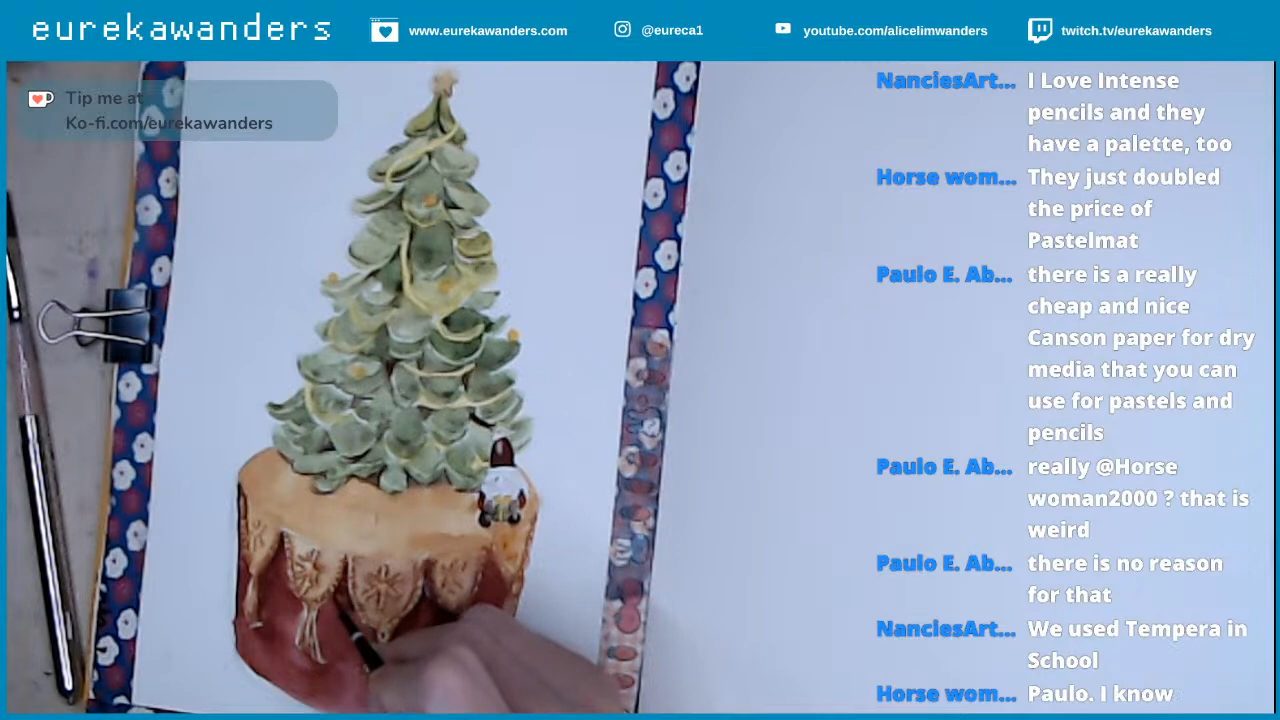 eurekawanders
www.eurekawanders.com
@eureca1
youtube.com/alicelimwanders
twitch.tv/eurekawanders
Tip me at
Ko-fi.com/eurekawanders
NanciesArt... I Love Intense
pencils and they
have a palette, too
Horse wom... They just doubled
the price of
Pastelmat
Paulo E. Ab... there is a really
cheap and nice
Canson paper for dry
media that you can
use for pastels and
pencils
Paulo E. Ab... really @Horse
woman2000 ? that is
weird
Paulo E. Ab... there is no reason
for that
NanciesArt... We used Tempera in
School
Horse wom... Paulo. I know